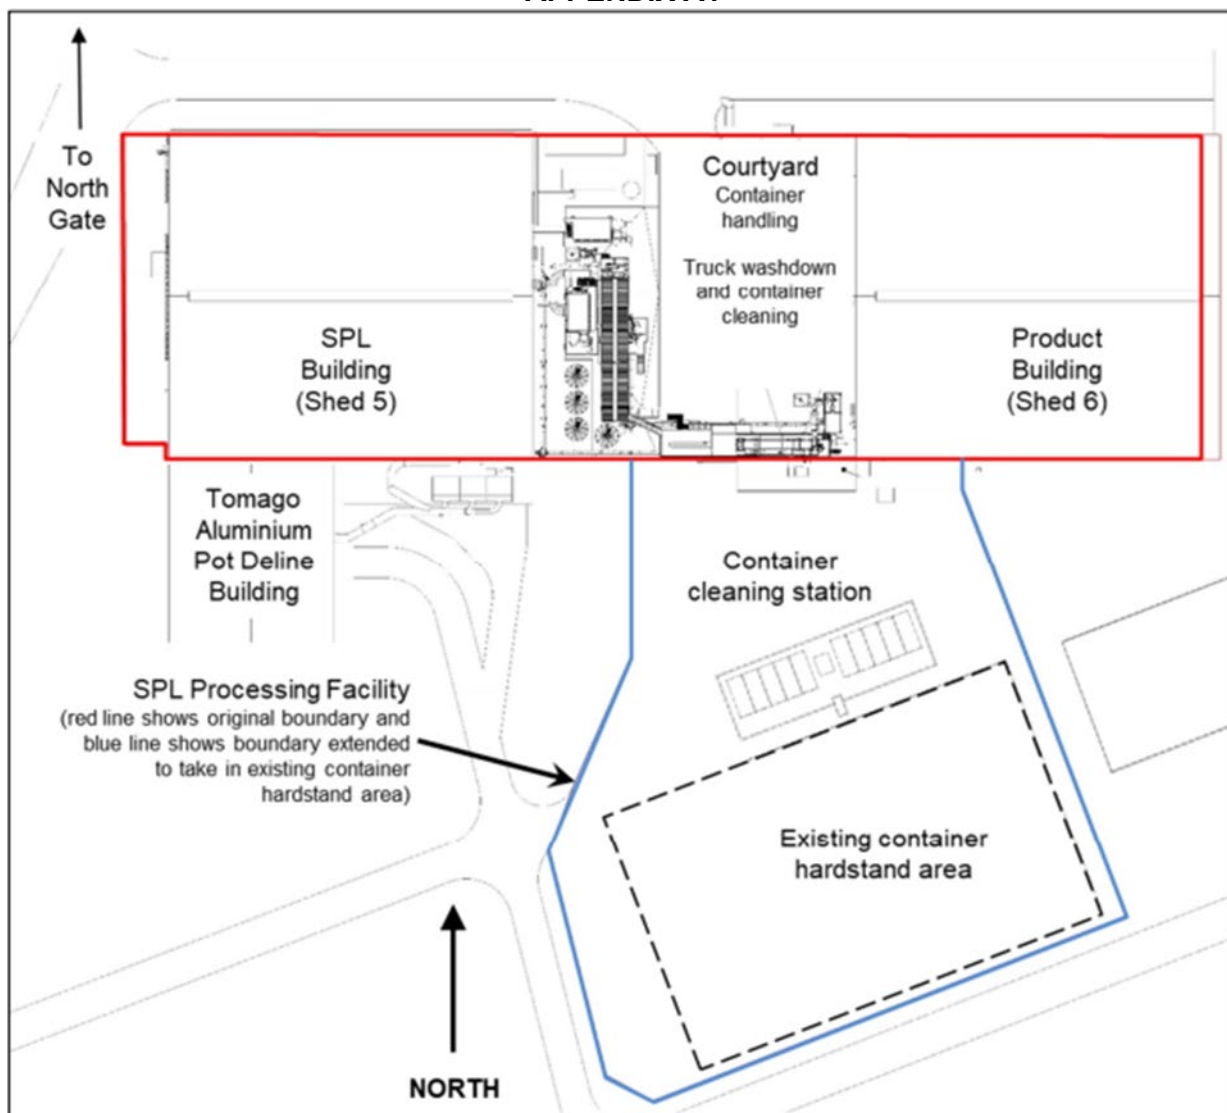 To
North
Gate
Courtyard
Container
handling
Truck washdown
and container
cleaning
SPL
Building
(Shed 5)
Product
Building
(Shed 6)
Tomago
Aluminium
Pot Deline
Building
Container
cleaning station
SPL Processing Facility
(red line shows original boundary and
blue line shows boundary extended
to take in existing container
hardstand area)
Existing container
hardstand area
NORTH